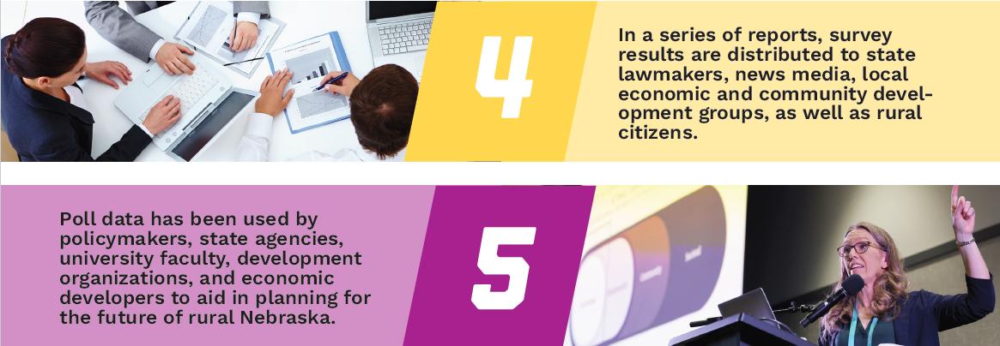 4
In a series of reports, survey
results are distributed to state
lawmakers, news media, local
economic and community devel-
opment groups, as well as rural
citizens.
Poll data has been used by
policymakers, state agencies,
university faculty, development
organizations, and economic
developers to aid in planning for
the future of rural Nebraska.
5
Community